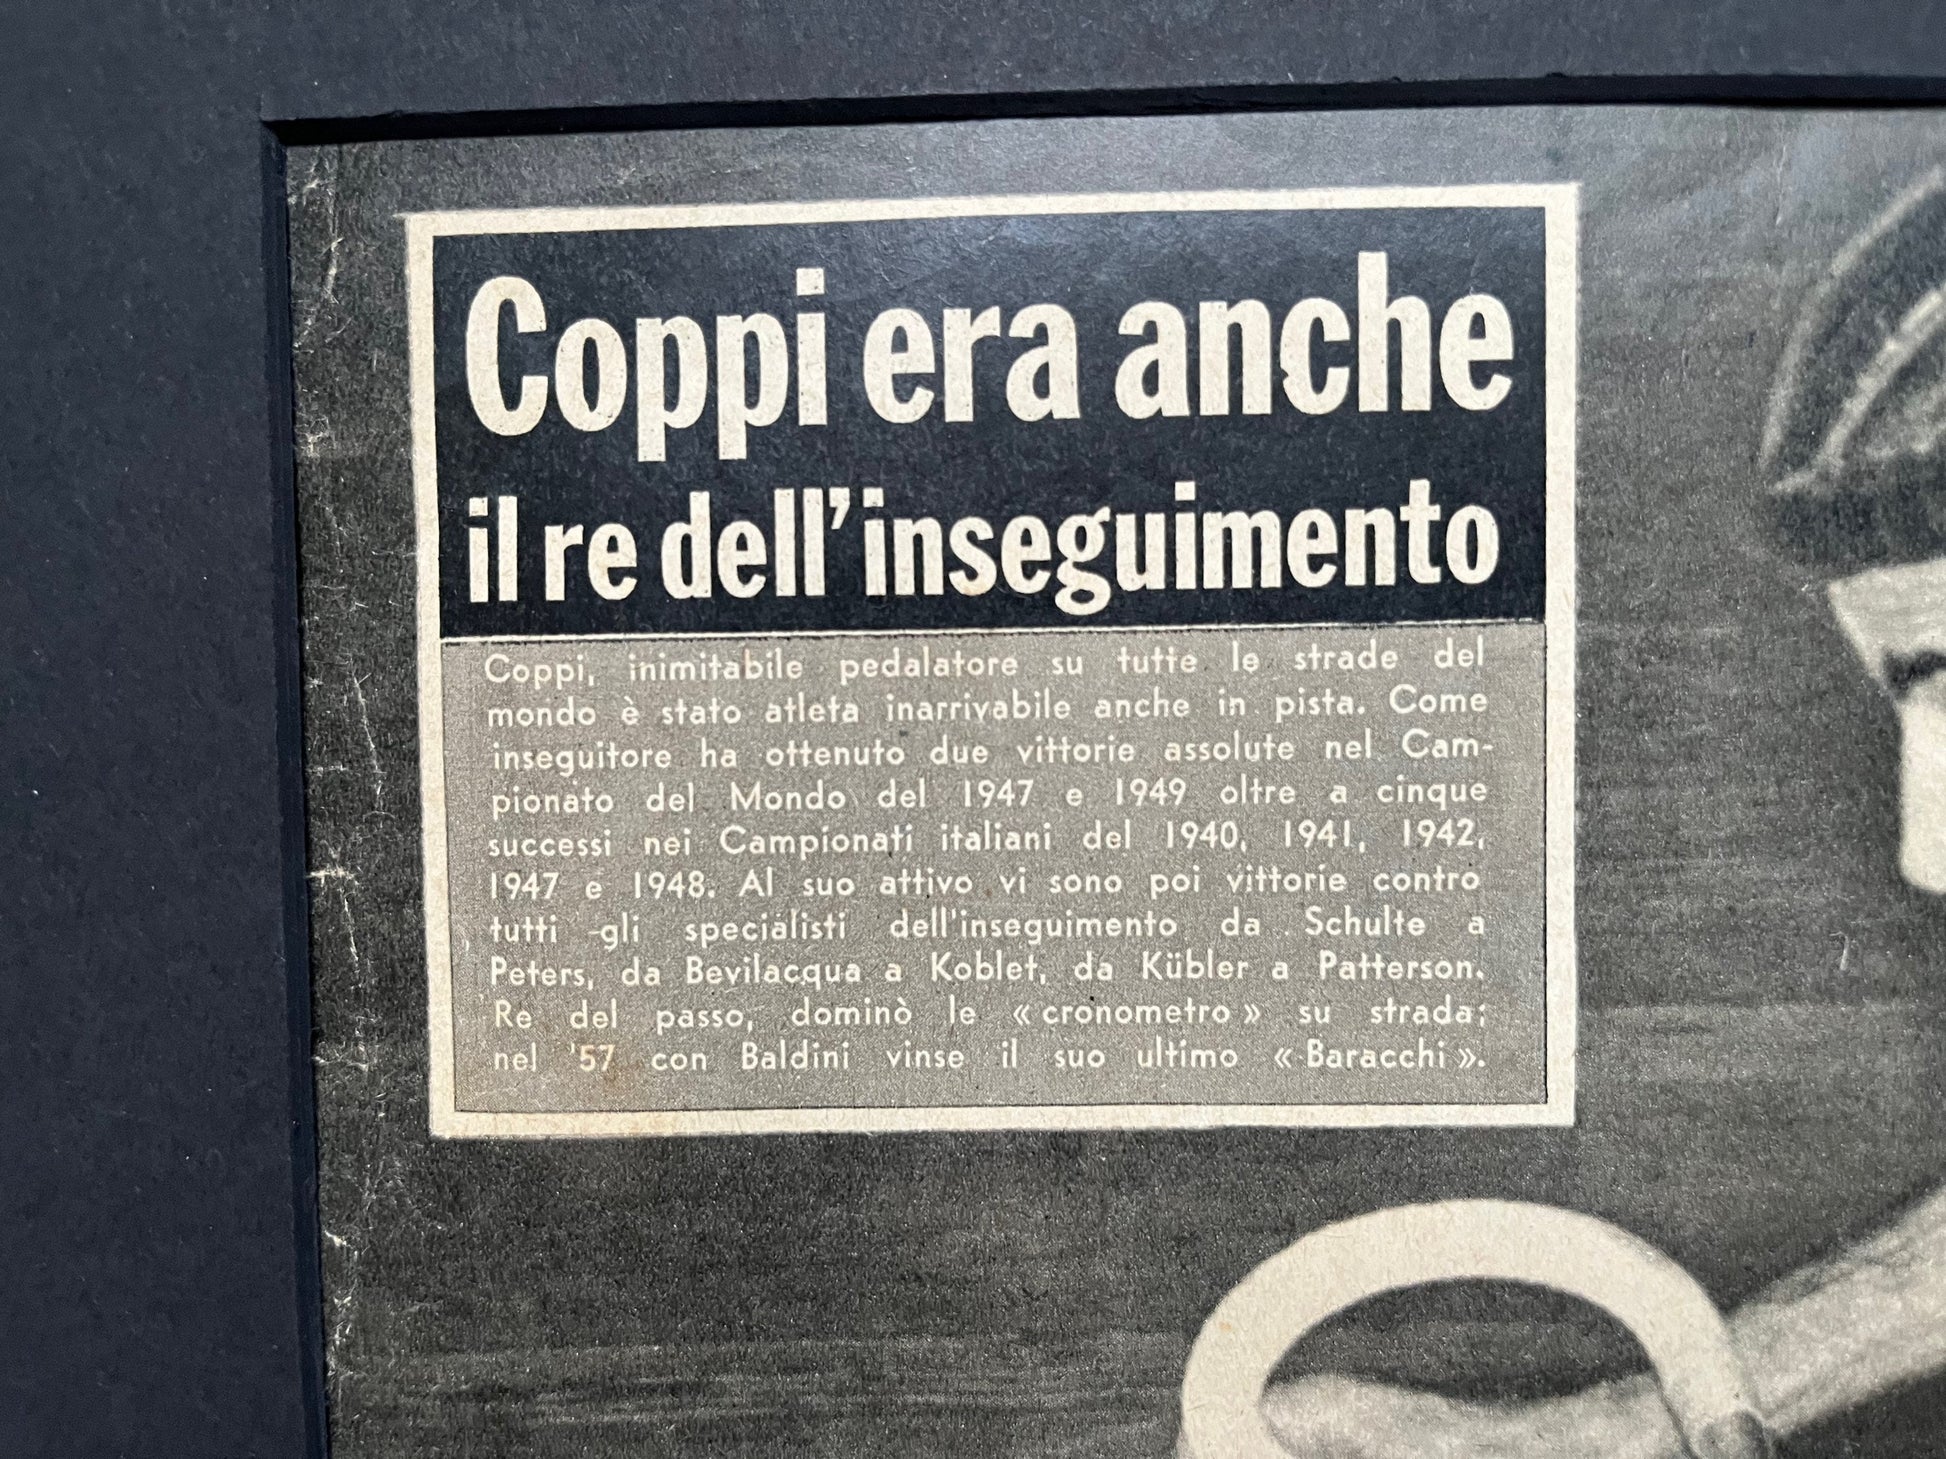 Coppi era anche
il re dell'inseguimento
Coppi, inimitabile pedalatore su tutte le strade del
mondo è stato atleta inarrivabile anche in pista. Come
inseguitore ha ottenuto due vittorie assolute nel Cam-
pionato del Mondo del 1947 e 1949 oltre a cinque
successi nei Campionati italiani del 1940, 1941, 1942,
1947 e 1948. Al suo attivo vi sono poi vittorie contro
tutti gli specialisti dell'inseguimento da Schulte a
Peters, da Bevilacqua a Koblet, da Kübler a Patterson.
Re del passo, dominò le «cronometro» su strada;
nel '57 con Baldini vinse il suo ultimo «Baracchi».